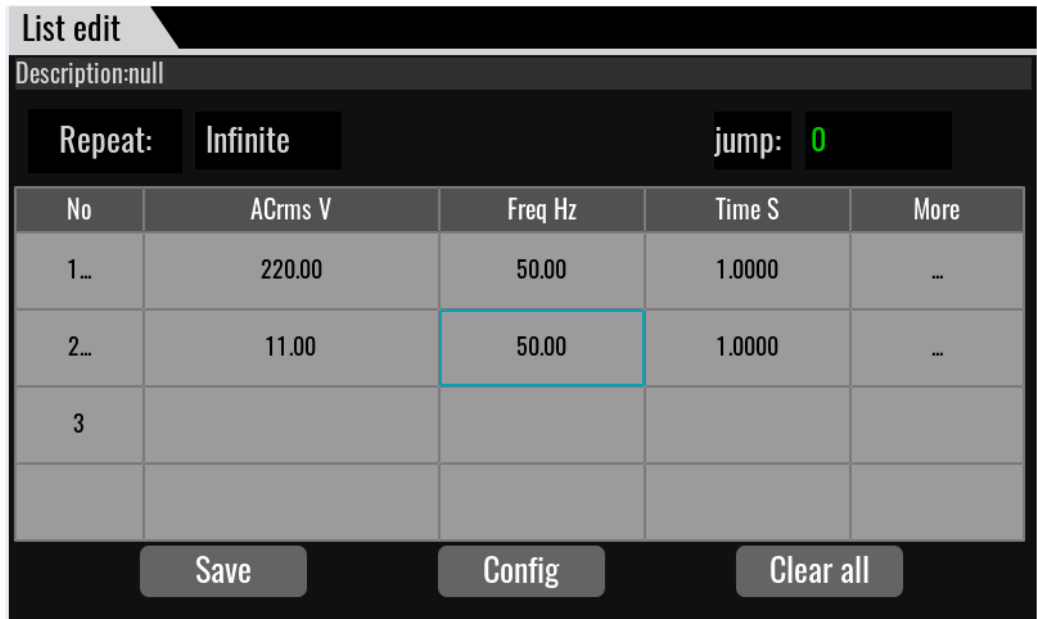 List edit
Description:null
Repeat: Infinite jump: 0
No ACrms V Freq Hz Time S More
1... 220.00 50.00 1.0000 ...
2... 11.00 50.00 1.0000 ...
3
Save Config Clear all